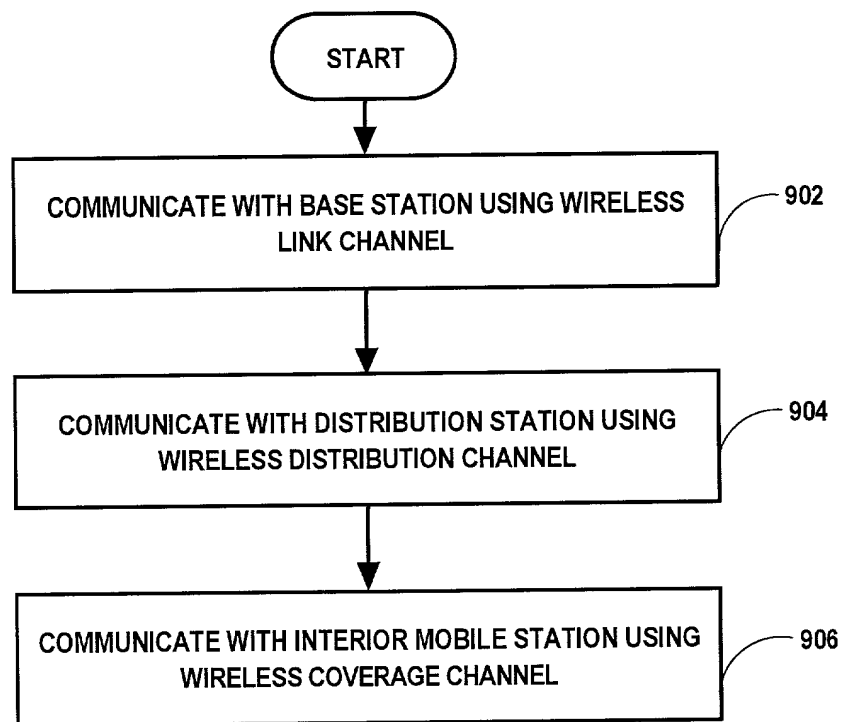 START
COMMUNICATE WITH BASE STATION USING WIRELESS
LINK CHANNEL
902
COMMUNICATE WITH DISTRIBUTION STATION USING
WIRELESS DISTRIBUTION CHANNEL
904
COMMUNICATE WITH INTERIOR MOBILE STATION USING
WIRELESS COVERAGE CHANNEL
906